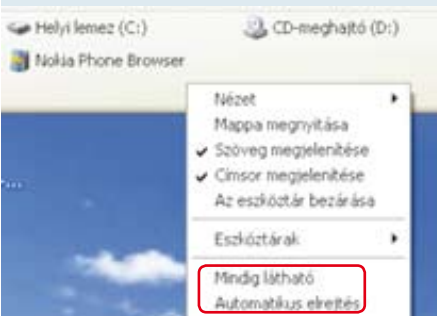 Helyi lemez (C:)
CD-meghajtó (D:)
Nokia Phone Browser
Nézet
Mappa megnyitása
Szöveg megjelenítése
Címsor megjelenítése
Az eszköztár bezárása
Eszköztárak
Mindig látható
Automatikus elrejtés
...